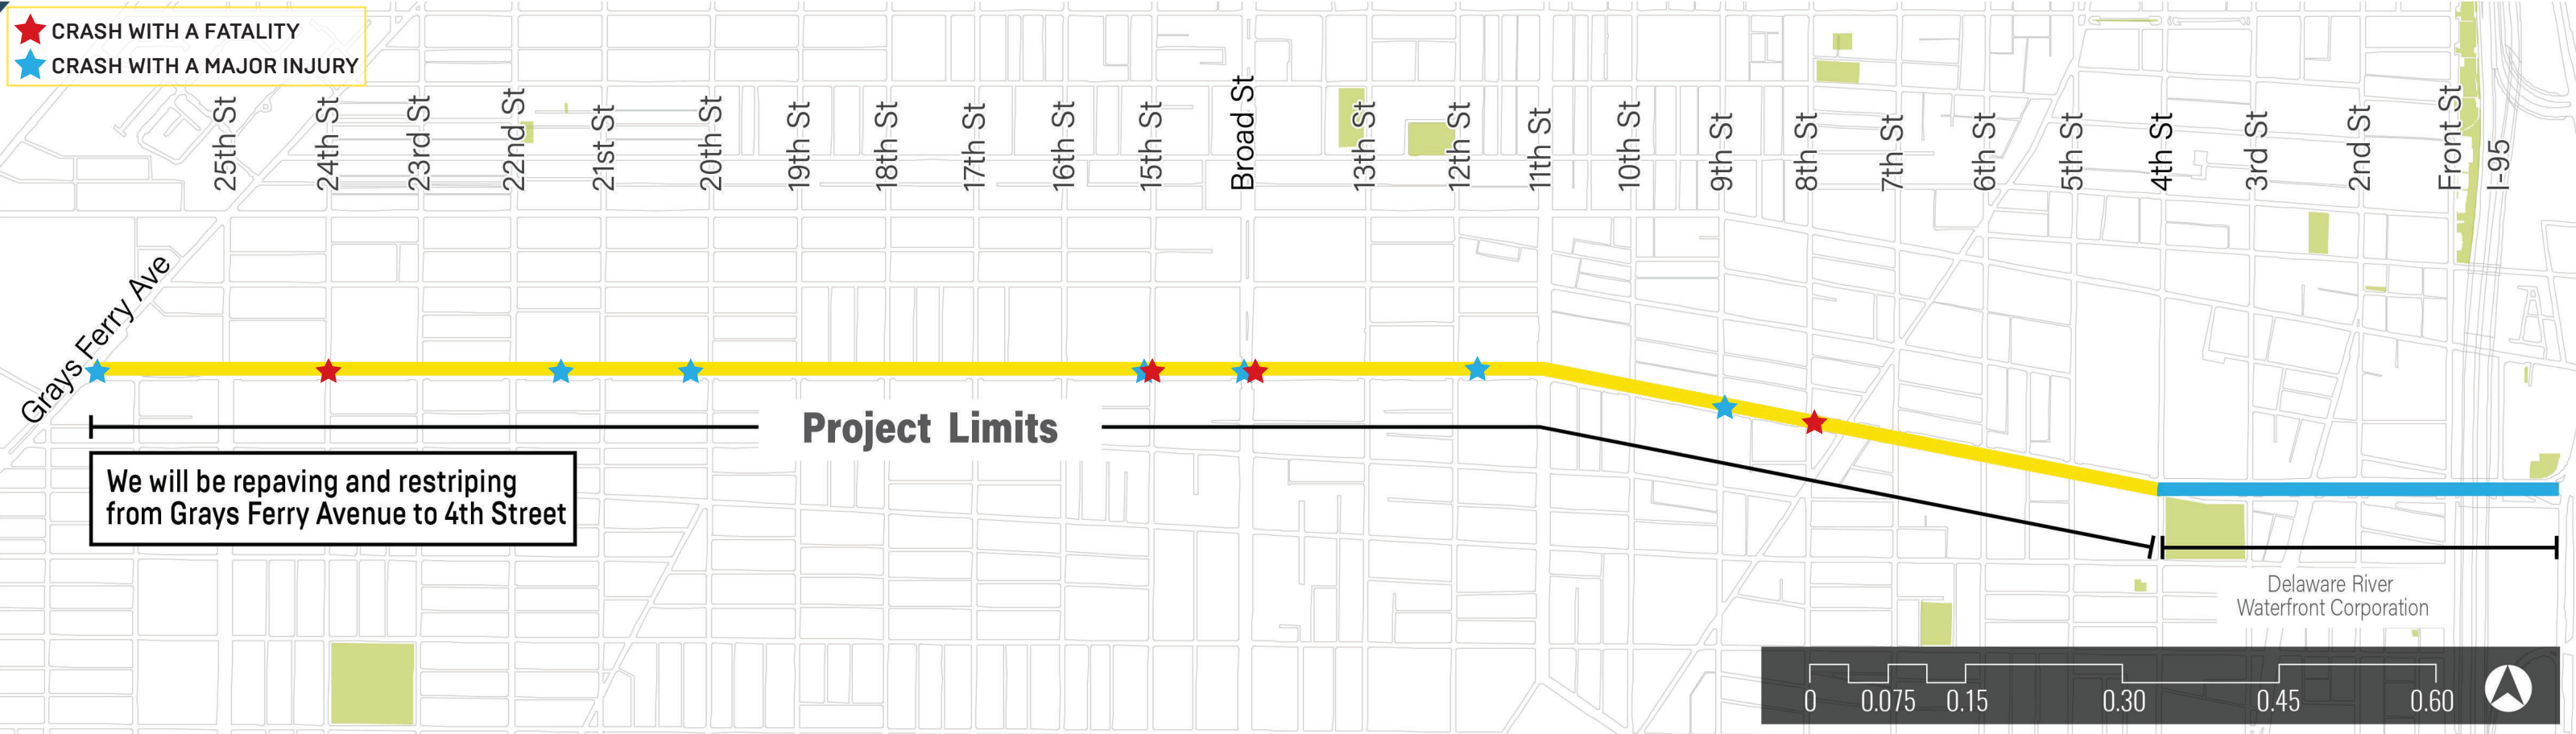 CRASH WITH A FATALITY
CRASH WITH A MAJOR INJURY
25th St
24th St
23rd St
22nd St
21st St
20th St
19th St
18th St
17th St
16th St
15th St
Broad St
13th St
12th St
11th St
10th St
9th St
8th St
7th St
6th St
5th St
4th St
3rd St
2nd St
Front St
I-95
Grays Ferry Ave
Project Limits
We will be repaving and restriping
from Grays Ferry Avenue to 4th Street
Delaware River
Waterfront Corporation
0 0.075 0.15 0.30 0.45 0.60